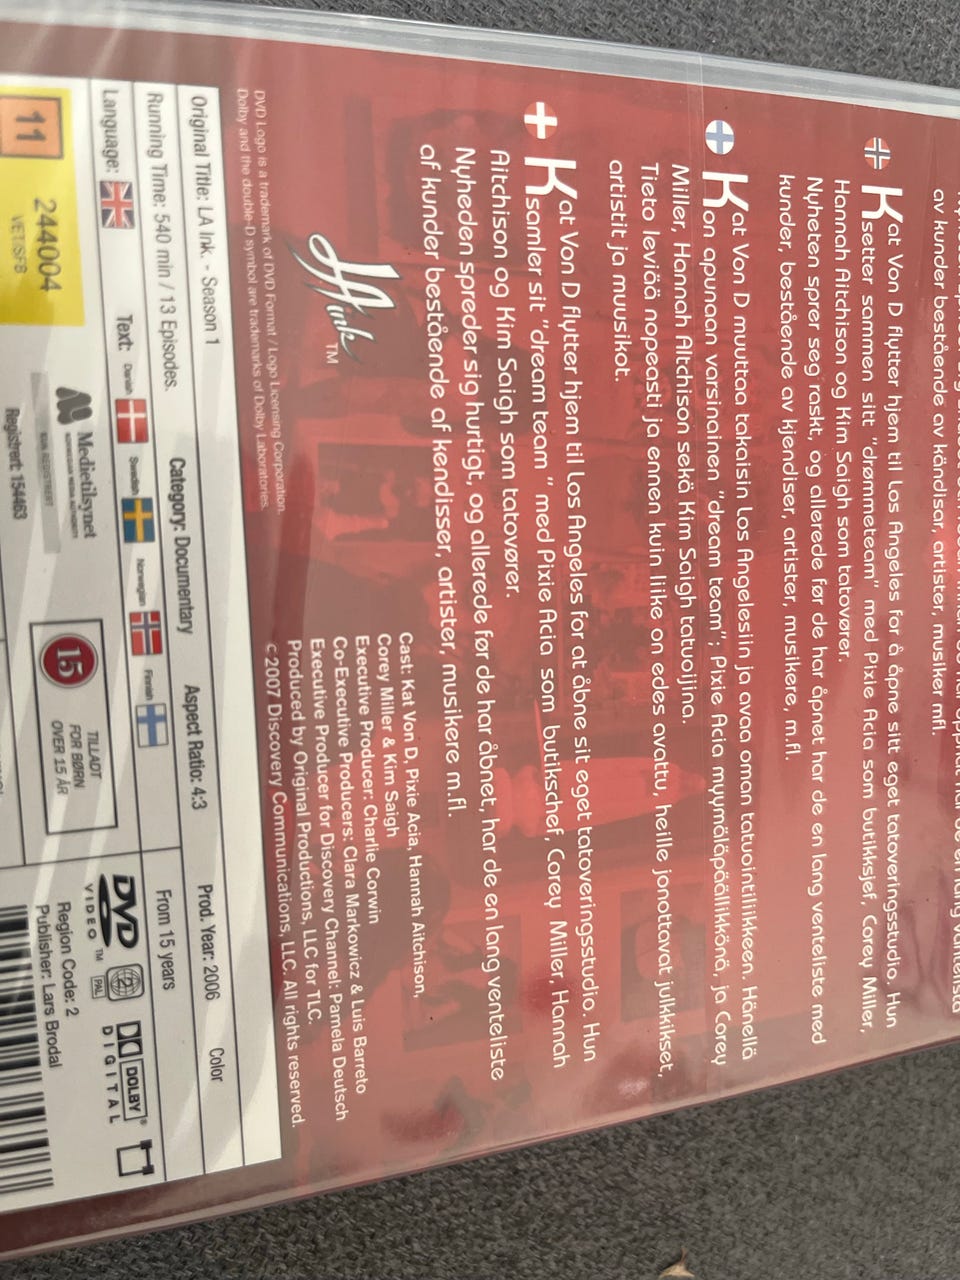 av kunder bestående av kändisar, artister, musiker mfl.
Kat Von D flytter hjem til Los Angeles for å åpne sitt eget tatoveringsstudio. Hun
setter sammen sitt "drømmeteam" med Pixie Acia som butikksjef, Corey Miller,
Hannah Aitchison og Kim Saigh som tatovører.
Nyheten sprer seg raskt, og allerede før de har åpnet har de en lang venteliste med
kunder, bestående av kjendiser, artister, musikere, m.fl.
Kat Von D muuttaa takaisin Los Angelesiin ja avaa oman tatuointiliikkeen. Hänellä
on apunaan varsinainen "dream team"; Pixie Acia myymäläpäällikkönä, ja Corey
Miller, Hannah Altchison sekä Kim Saigh tatuoijina.
Tieto leviää nopeasti ja ennen kuin liike on edes avattu, heille jonottavat julkkikset,
artistit ja muusikot.
Kat Von D flytter hjem til Los Angeles for at åbne sit eget tatoveringsstudio. Hun
samler sit "dream team " med Pixie Acia som butikschef, Corey Miller, Hannah
Aitchison og Kim Saigh som tatovører.
Nyheden spreder sig hurtigt, og allerede før de har åbnet, har de en lang venteliste
af kunder bestående af kendisser, artister, musikere m.fl.
LA ink ™
Cast: Kat Von D, Pixie Acia, Hannah Aitchison,
Corey Miller & Kim Saigh
Executive Producer: Charlie Corwin
Co-Executive Producers: Clara Markowicz & Luis Barreto
Executive Producer for Discovery Channel: Pamela Deutsch
Produced by Original Productions, LLC for TLC.
©2007 Discovery Communications, LLC. All rights reserved.
DVD Logo is a trademark of DVD Format / Logo Licensing Corporation.
Dolby and the double-D symbol are trademarks of Dolby Laboratories.
Original Title: LA Ink. - Season 1 Category: Documentary Aspect Ratio: 4:3 Prod. Year: 2006 Color
Running Time: 540 min / 13 Episodes. From 15 years
Language: Text: Danish Swedish Norwegian Finnish
11
244004
VET/SFB
Medietilsynet
NORWEGIAN MEDIA AUTHORITY
Registrert: 154463
15
TILLADT
FOR BØRN
OVER 15 ÅR
DVD
VIDEO ™
2
PAL
DOLBY ®
DIGITAL
Region Code: 2
Publisher: Lars Brodal